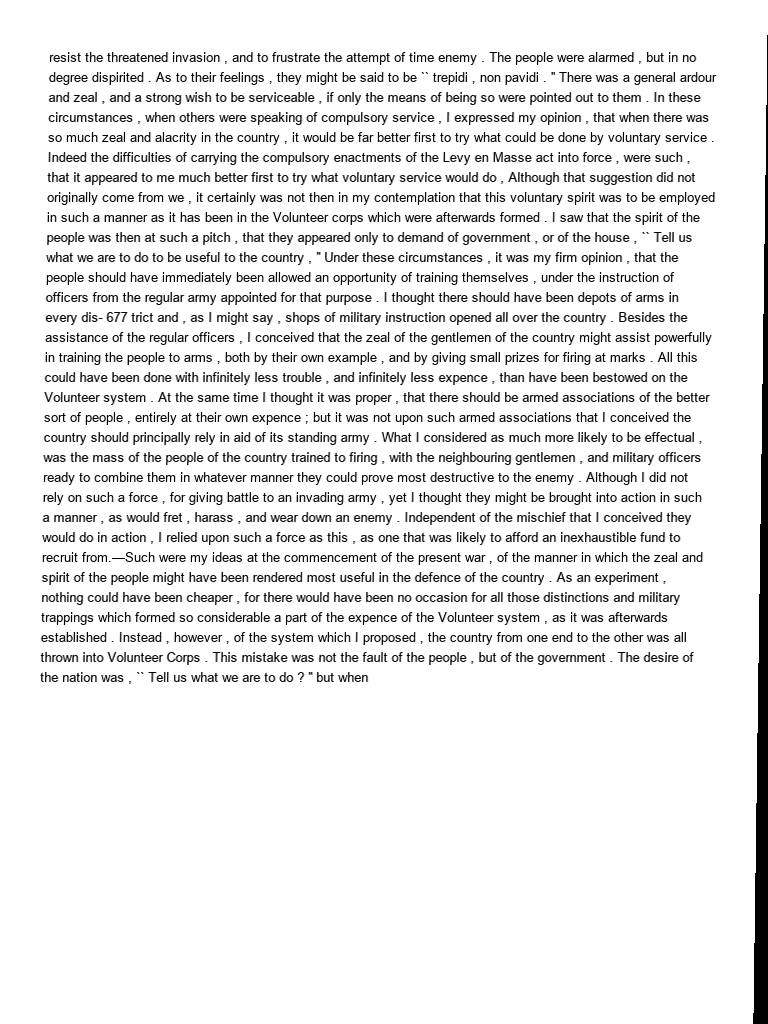 resist the threatened invasion , and to frustrate the attempt of time enemy . The people were alarmed , but in no
degree dispirited . As to their feelings , they might be said to be `` trepidi , non pavidi . " There was a general ardour
and zeal , and a strong wish to be serviceable , if only the means of being so were pointed out to them . In these
circumstances , when others were speaking of compulsory service , I expressed my opinion , that when there was
so much zeal and alacrity in the country , it would be far better first to try what could be done by voluntary service .
Indeed the difficulties of carrying the compulsory enactments of the Levy en Masse act into force , were such ,
that it appeared to me much better first to try what voluntary service would do , Although that suggestion did not
originally come from we , it certainly was not then in my contemplation that this voluntary spirit was to be employed
in such a manner as it has been in the Volunteer corps which were afterwards formed . I saw that the spirit of the
people was then at such a pitch , that they appeared only to demand of government , or of the house , `` Tell us
what we are to do to be useful to the country , " Under these circumstances , it was my firm opinion , that the
people should have immediately been allowed an opportunity of training themselves , under the instruction of
officers from the regular army appointed for that purpose . I thought there should have been depots of arms in
every dis- 677 trict and , as I might say , shops of military instruction opened all over the country . Besides the
assistance of the regular officers , I conceived that the zeal of the gentlemen of the country might assist powerfully
in training the people to arms , both by their own example , and by giving small prizes for firing at marks . All this
could have been done with infinitely less trouble , and infinitely less expence , than have been bestowed on the
Volunteer system . At the same time I thought it was proper , that there should be armed associations of the better
sort of people , entirely at their own expence ; but it was not upon such armed associations that I conceived the
country should principally rely in aid of its standing army . What I considered as much more likely to be effectual ,
was the mass of the people of the country trained to firing , with the neighbouring gentlemen , and military officers
ready to combine them in whatever manner they could prove most destructive to the enemy . Although I did not
rely on such a force , for giving battle to an invading army , yet I thought they might be brought into action in such
a manner , as would fret , harass , and wear down an enemy . Independent of the mischief that I conceived they
would do in action , I relied upon such a force as this , as one that was likely to afford an inexhaustible fund to
recruit from.—Such were my ideas at the commencement of the present war , of the manner in which the zeal and
spirit of the people might have been rendered most useful in the defence of the country . As an experiment ,
nothing could have been cheaper , for there would have been no occasion for all those distinctions and military
trappings which formed so considerable a part of the expence of the Volunteer system , as it was afterwards
established . Instead , however , of the system which I proposed , the country from one end to the other was all
thrown into Volunteer Corps . This mistake was not the fault of the people , but of the government . The desire of
the nation was , `` Tell us what we are to do ? " but when